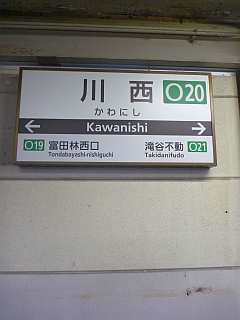 川西 O20
かわにし
← Kawanishi →
O19 富田林西口 滝谷不動 O21
Tondabayashi-nishiguchi Takidanifudo